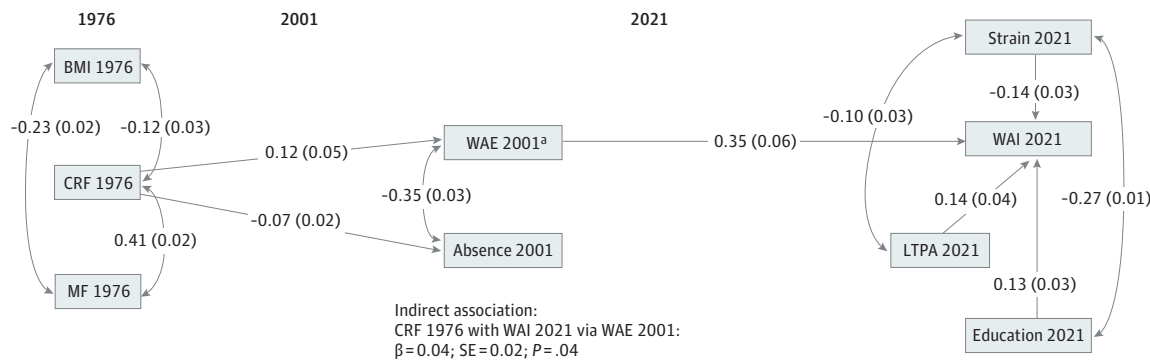 1976
2001
2021
BMI 1976
-0.23 (0.02)
-0.12 (0.03)
CRF 1976
0.41 (0.02)
MF 1976
0.12 (0.05)
-0.07 (0.02)
WAE 2001ᵃ
-0.35 (0.03)
Absence 2001
0.35 (0.06)
Strain 2021
-0.14 (0.03)
-0.10 (0.03)
WAI 2021
0.14 (0.04)
-0.27 (0.01)
LTPA 2021
0.13 (0.03)
Education 2021
Indirect association:
CRF 1976 with WAI 2021 via WAE 2001:
β=0.04; SE=0.02; P=.04